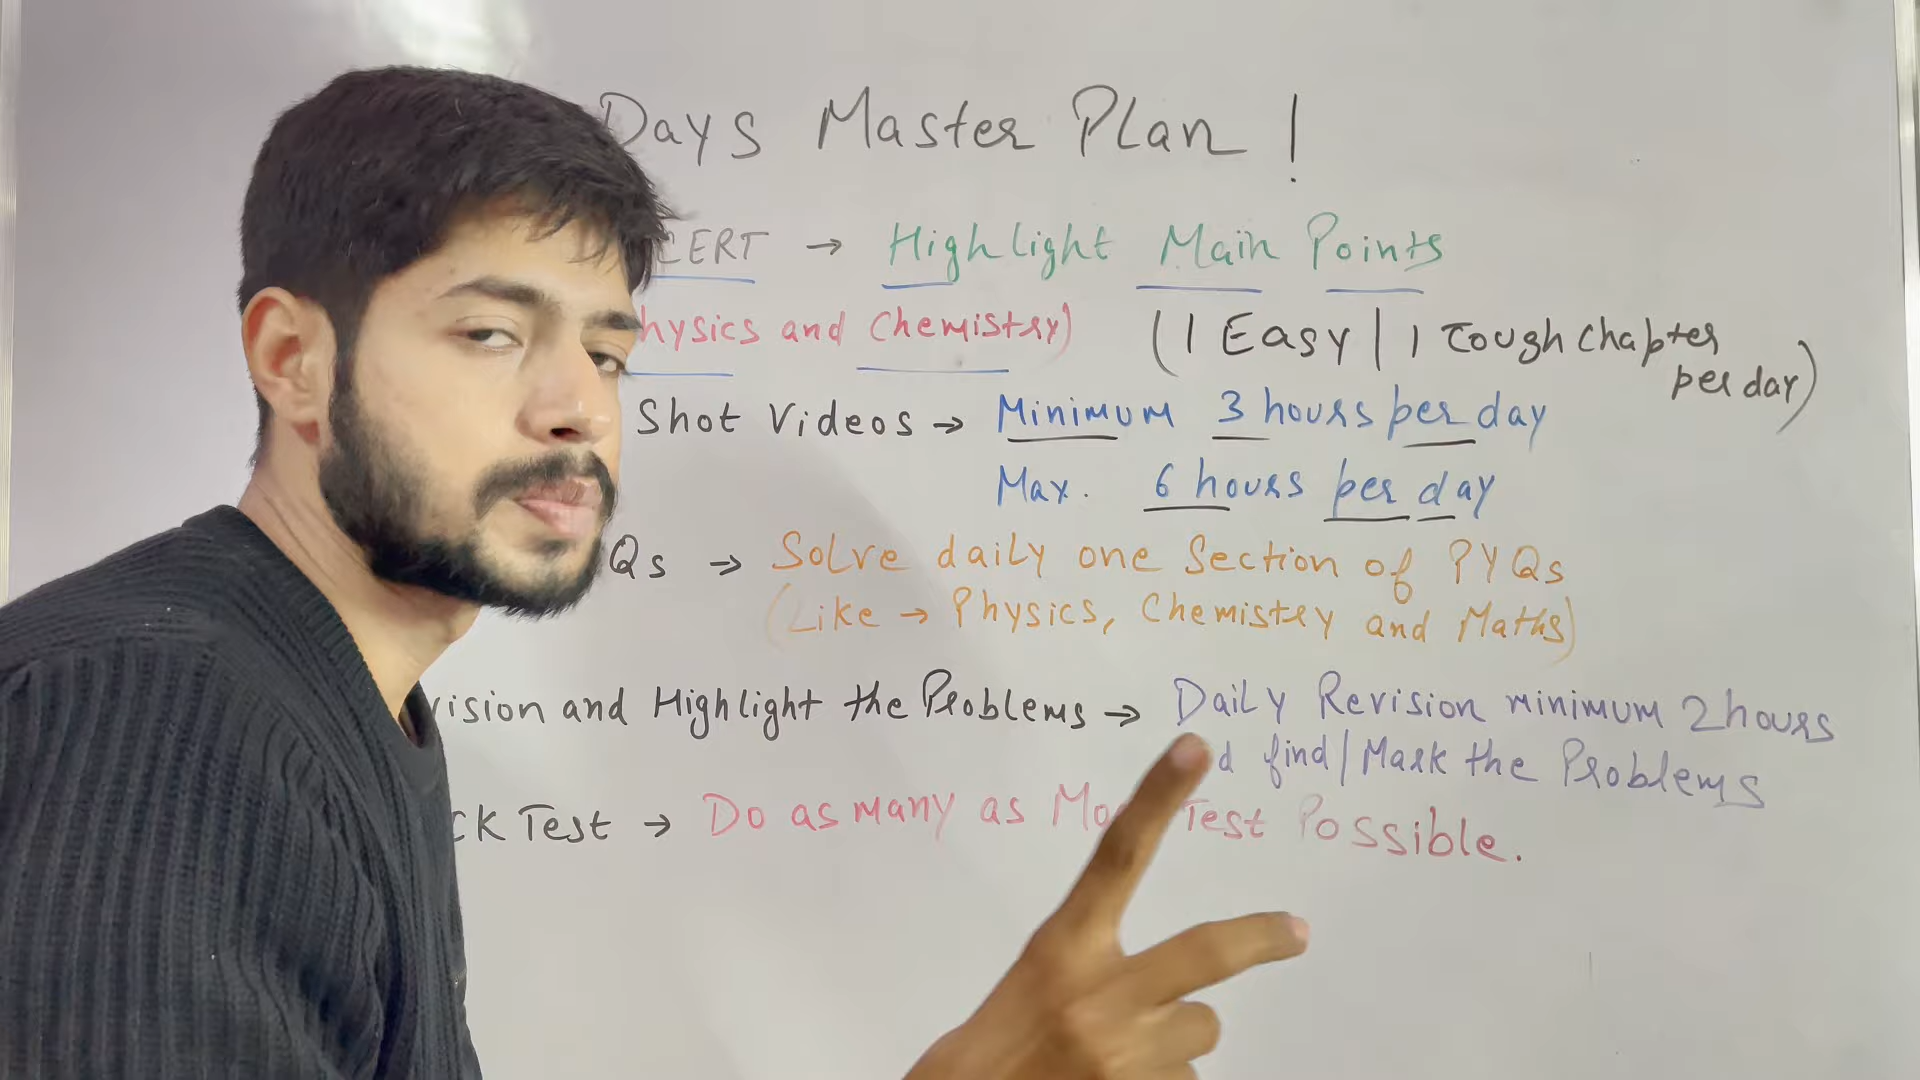 Days Master Plan !
CERT → Highlight Main Points
hysics and Chemistry) (1 Easy | 1 Tough Chapter
per day)
Shot Videos → Minimum 3 hours per day
Max. 6 hours per day
Qs → Solve daily one Section of PYQs
(Like → Physics, Chemistry and Maths)
vision and Highlight the Problems → Daily Revision minimum 2 hours
d find/Mark the Problems
ck Test → Do as many as Mo Test Possible.